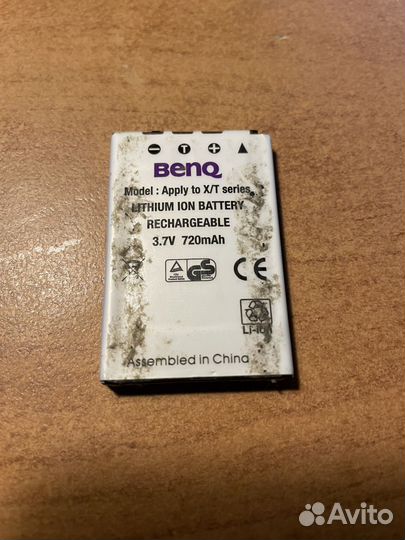 T
BenQ
Model : Apply to X/T series
LITHIUM ION BATTERY
RECHARGEABLE
3.7V 720mAh
GS CE
Li-Ion
Assembled in China
Avito